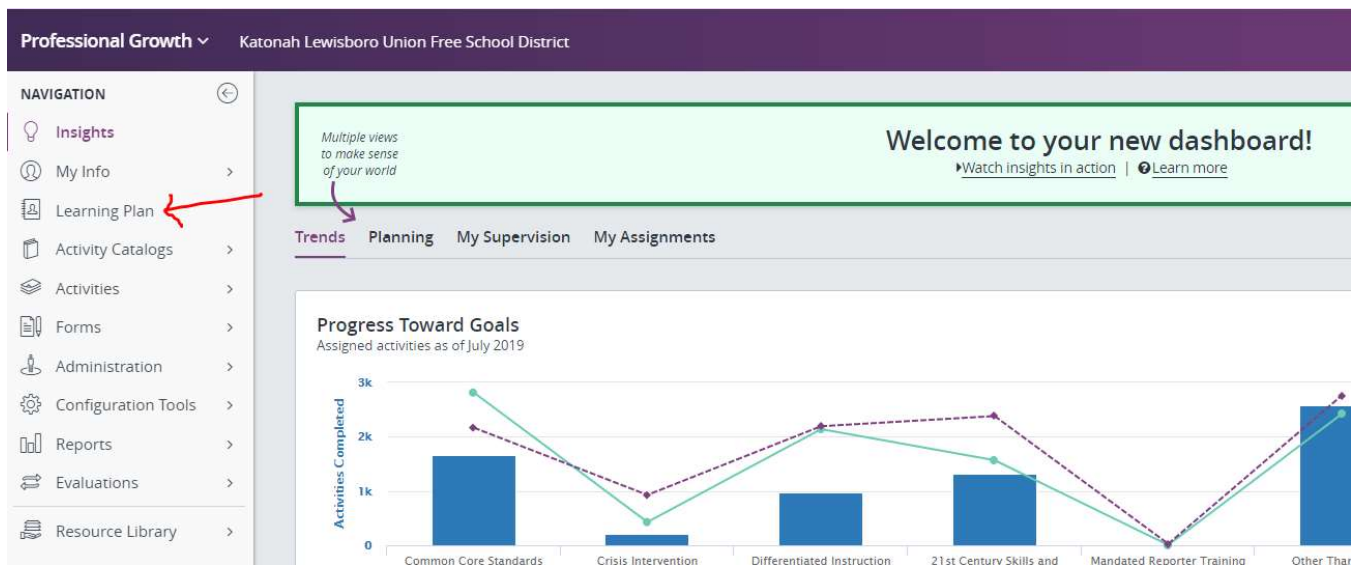 Professional Growth Katonah Lewisboro Union Free School District
NAVIGATION
Insights
My Info
Learning Plan
Activity Catalogs
Activities
Forms
Administration
Configuration Tools
Reports
Evaluations
Resource Library
Multiple views
to make sense
of your world
Welcome to your new dashboard!
Watch insights in action | Learn more
Trends Planning My Supervision My Assignments
Progress Toward Goals
Assigned activities as of July 2019
Activities Completed
3k
2k
1k
0
Common Core Standards Crisis Intervention Differentiated Instruction 21st Century Skills and Mandated Reporter Training Other Than